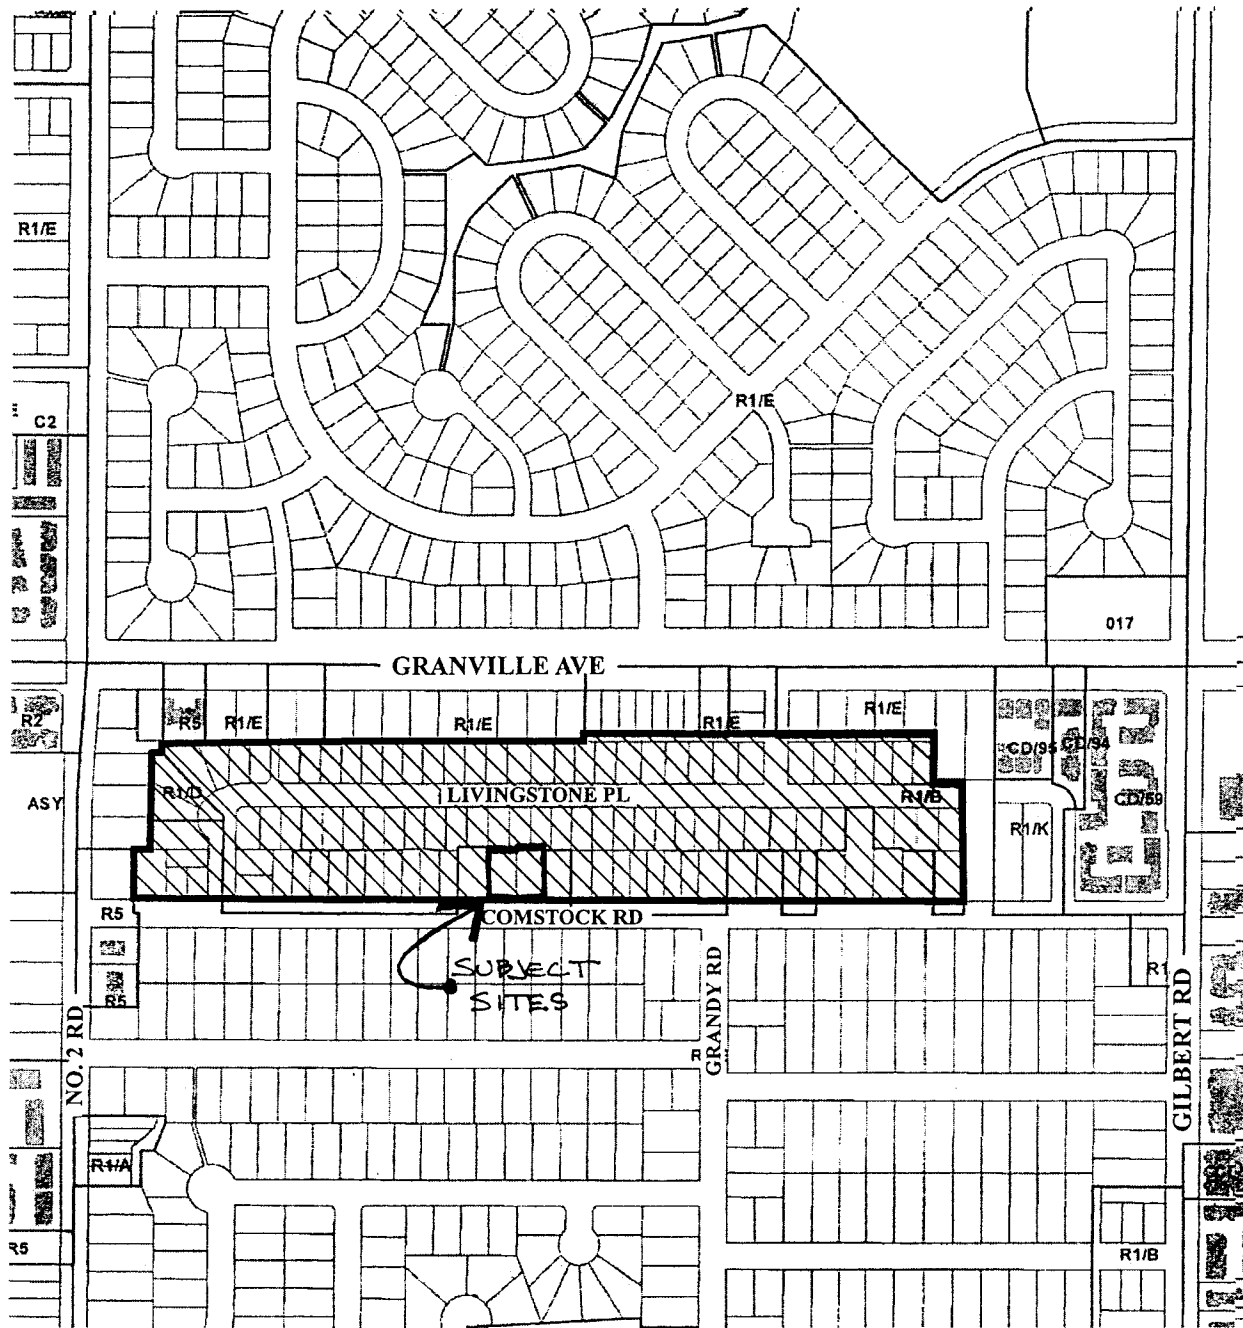 R1/E
C2
R1/E
017
GRANVILLE AVE
R2
R5
R1/E
R1/E
R1/E
R1/E
CD/95
CD/94
ASY
R1/D
LIVINGSTONE PL
R1/B
CD/59
R1/K
R5
COMSTOCK RD
SUBJECT
SITES
R5
R1
NO. 2 RD
GRANDY RD
GILBERT RD
R1/A
R5
R1/B